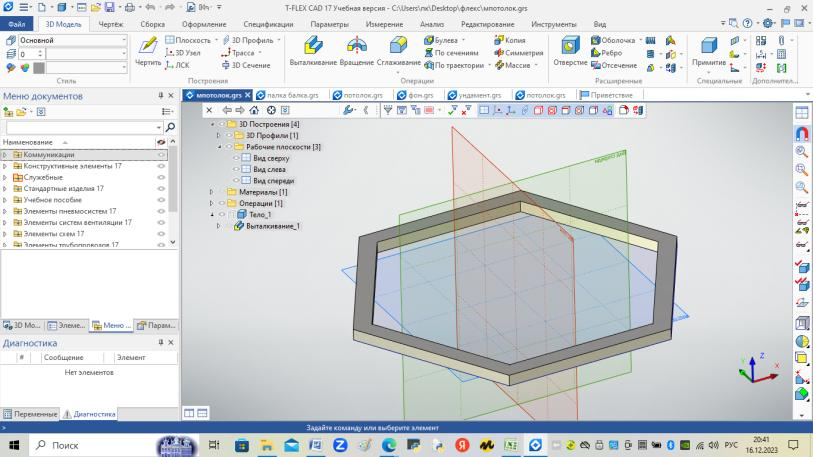 T-FLEX CAD 17 Учебная версия - C:\Users\пк\Desktop\флекс\мпотолок.grs
Файл
3D Модель
Чертёж
Сборка
Оформление
Спецификации
Параметры
Измерение
Анализ
Редактирование
Инструменты
Вид
Основной
0
Стиль
Чертить
Плоскость
3D Узел
ЛСК
3D Профиль
Трасса
3D Сечение
Построения
Выталкивание
Вращение
Сглаживание
Булева
По сечениям
По траектории
Копия
Симметрия
Массив
Операции
Отверстие
Оболочка
Ребро
Отсечение
Расширенные
Примитив
Специальные
Дополнител...
Меню документов
Наименование
Коммуникации
Конструктивные элементы 17
Служебные
Стандартные изделия 17
Учебное пособие
Элементы пневмосистем 17
Элементы систем вентиляции 17
Элементы схем 17
Элементы трубопроводов 17
3D Мо...
Элеме...
Меню ...
Парам...
Диагностика
#
Сообщение
Элемент
Нет элементов
Переменные
Диагностика
мпотолок.grs
палка балка.grs
потолок.grs
фон.grs
ундамент.grs
потолок.grs
Приветствие
3D Построения [4]
3D Профили [1]
Рабочие плоскости [3]
Вид сверху
Вид слева
Вид спереди
Материалы [1]
Операции [1]
Тело_1
Выталкивание_1
Z
Y
X
> Задайте команду или выберите элемент
Поиск
РУС
20:41
16.12.2023